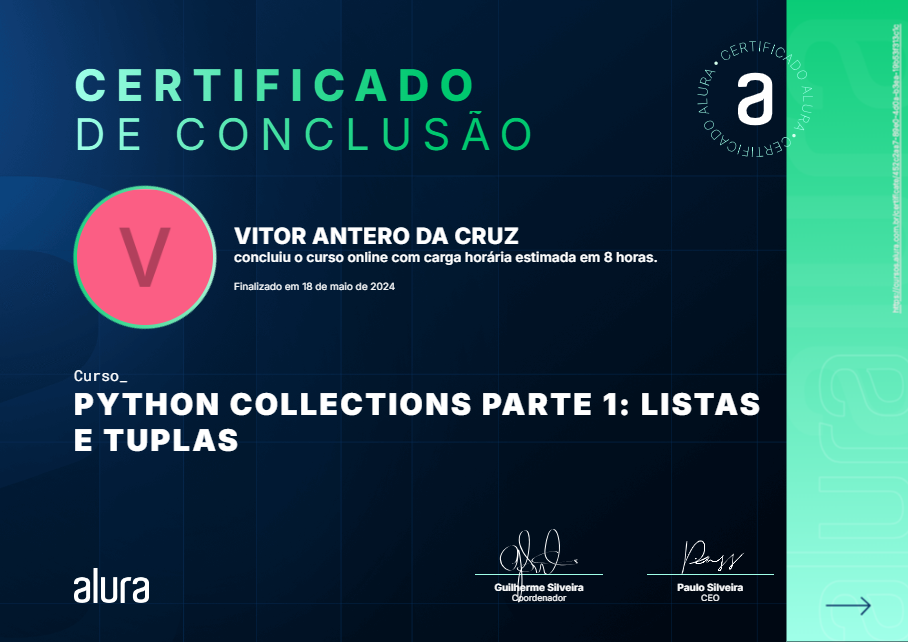 CERTIFICADO
DE CONCLUSÃO
CERTIFICADO ALURA • CERTIFICADO ALURA •
a
V
VITOR ANTERO DA CRUZ
concluiu o curso online com carga horária estimada em 8 horas.
Finalizado em 18 de maio de 2024
Curso_
PYTHON COLLECTIONS PARTE 1: LISTAS
E TUPLAS
alura
Guilherme Silveira
Coordenador
Paulo Silveira
CEO
alura